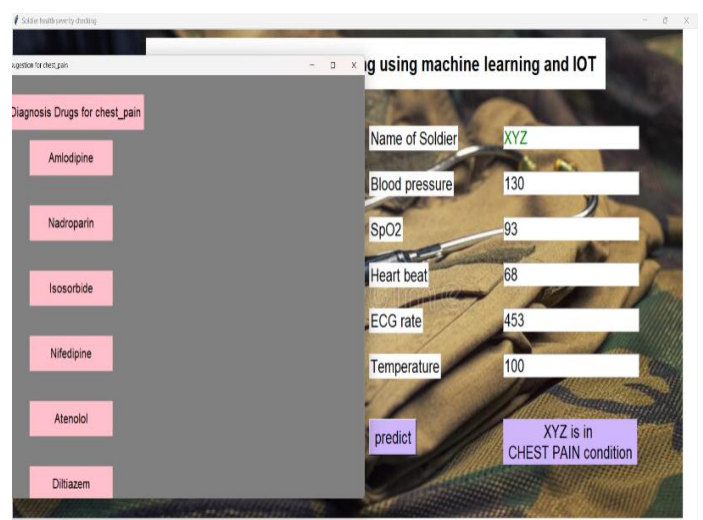 Soldier health severity checking
using machine learning and IOT
for chest_pain
Diagnosis Drugs for chest_pain
Amlodipine
Nadroparin
Isosorbide
Nifedipine
Atenolol
Diltiazem
Name of Soldier XYZ
Blood pressure 130
SpO2 93
Heart beat 68
ECG rate 453
Temperature 100
predict
XYZ is in
CHEST PAIN condition